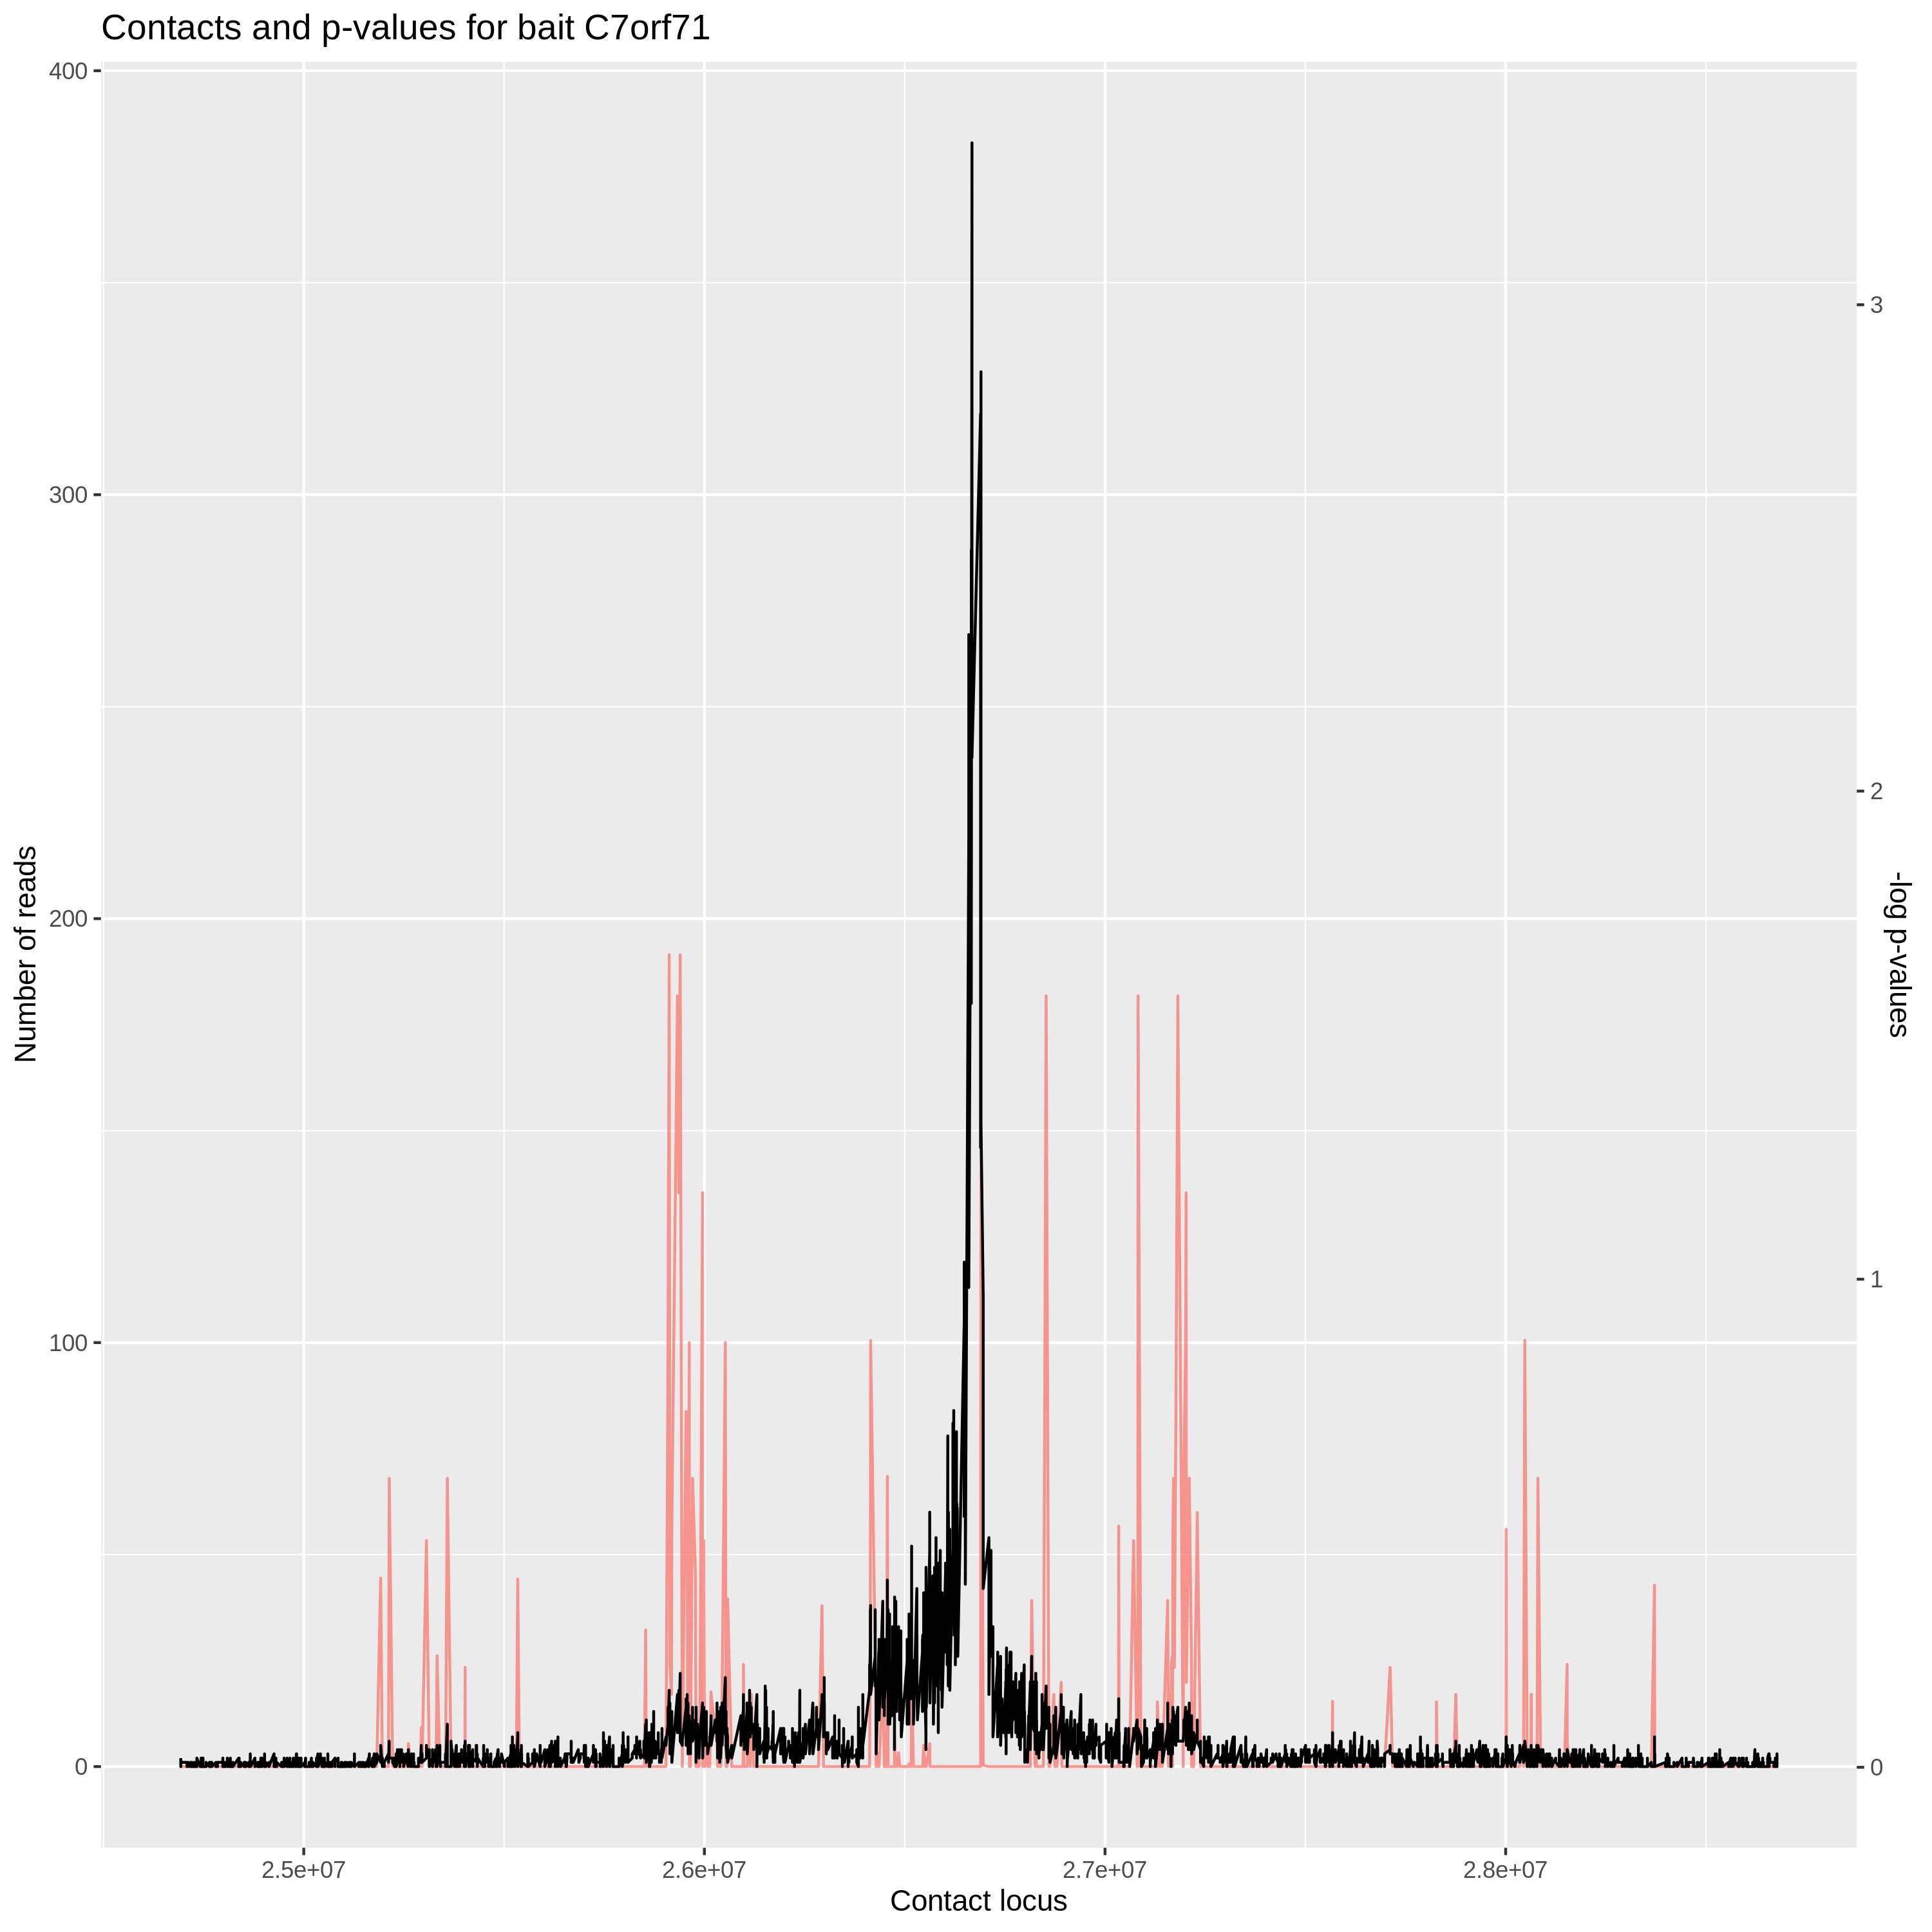 Contacts and p-values for bait C7orf71
400
300
200
100
0
Number of reads
3
2
1
0
-log p-values
2.5e+07
2.6e+07
2.7e+07
2.8e+07
Contact locus